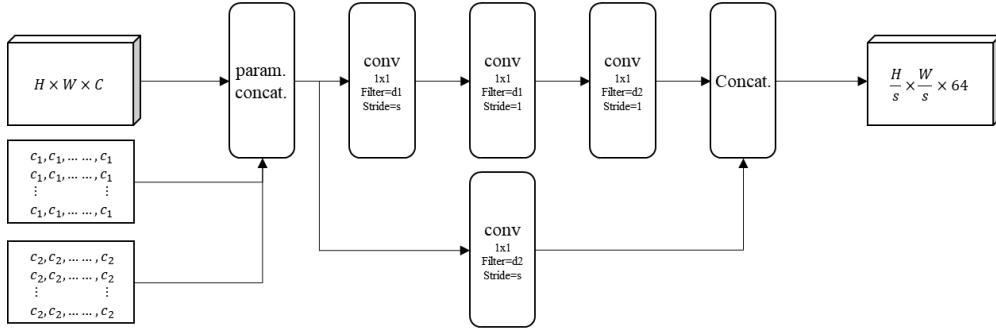 H × W × C
param.
concat.
conv
1x1
Filter=d1
Stride=s
conv
1x1
Filter=d1
Stride=1
conv
1x1
Filter=d2
Stride=1
Concat.
H/s × W/s × 64
c₁, c₁, … … , c₁
c₁, c₁, … … , c₁
⋮ ⋮
c₁, c₁, … … , c₁
conv
1x1
Filter=d2
Stride=s
c₂, c₂, … … , c₂
c₂, c₂, … … , c₂
⋮ ⋮
c₂, c₂, … … , c₂